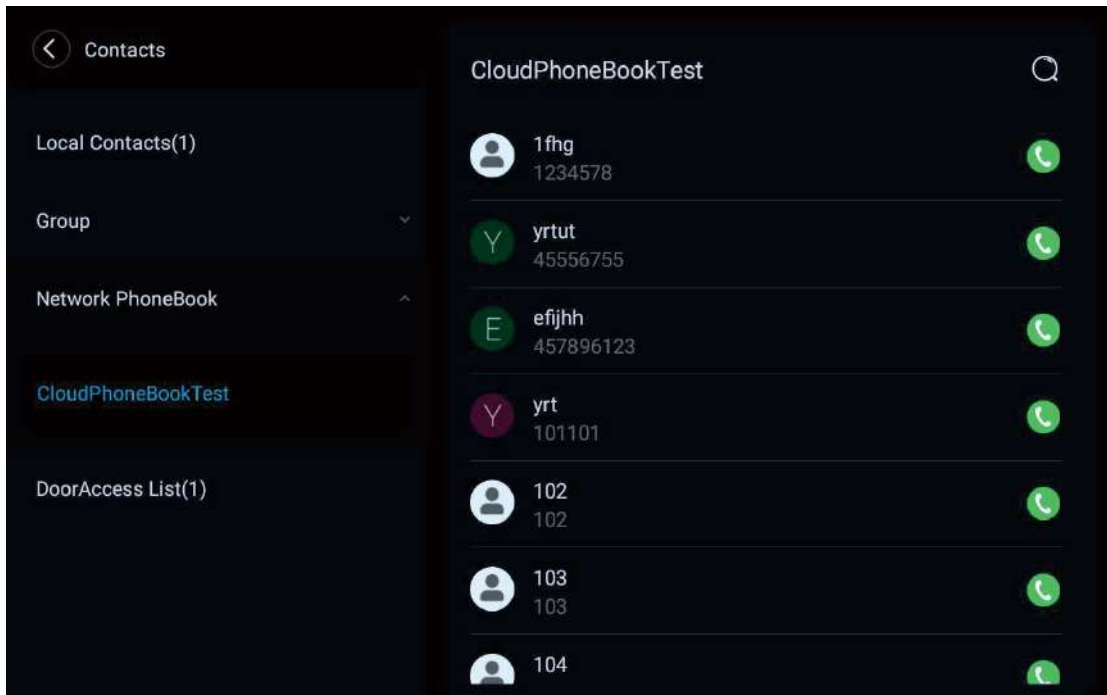 Contacts
Local Contacts(1)
Group
Network PhoneBook
CloudPhoneBookTest
DoorAccess List(1)
CloudPhoneBookTest
1fhg
1234578
Y
yrtut
45556755
E
efijhh
457896123
Y
yrt
101101
102
102
103
103
104